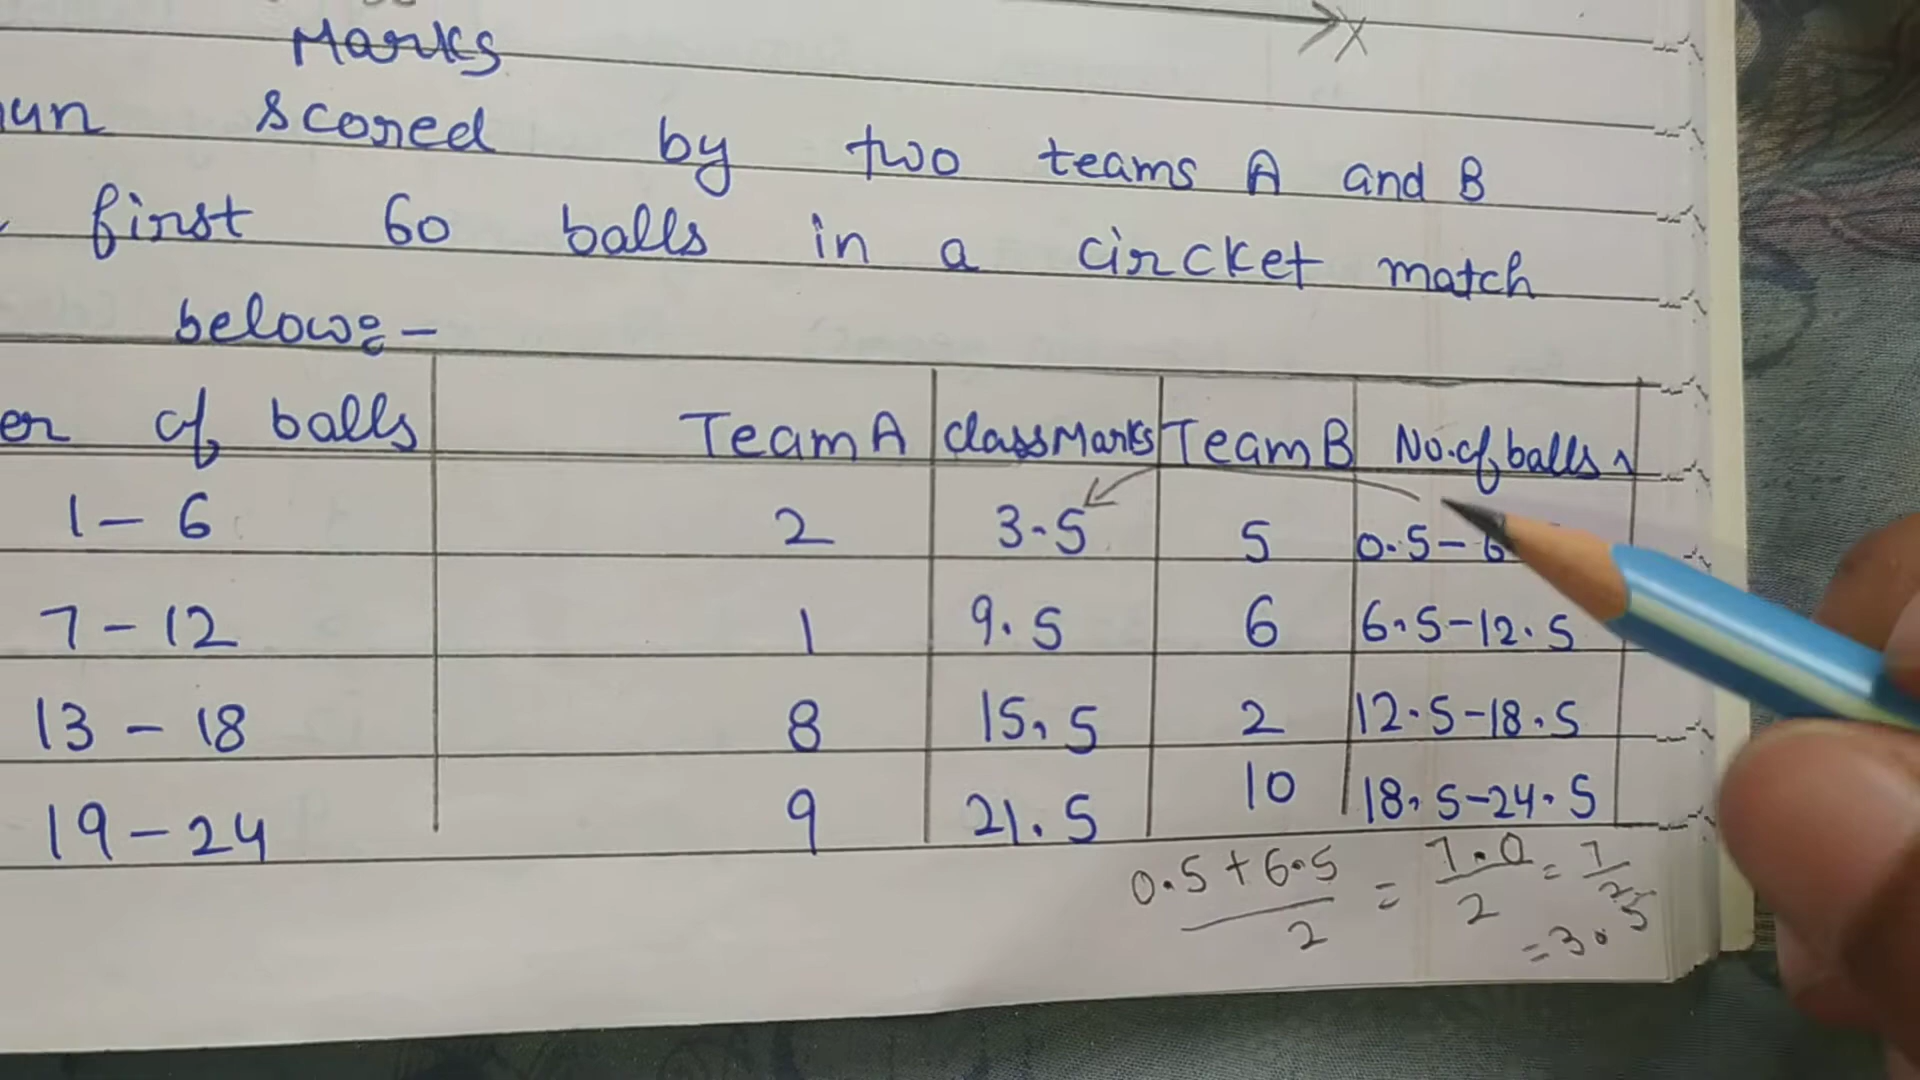 Marks
run scored by two teams A and B
first 60 balls in a circket match
below:-
er of balls Team A Class Marks Team B No. of balls
1-6 2 3.5 5 0.5-6
7-12 1 9.5 6 6.5-12.5
13-18 8 15.5 2 12.5-18.5
19-24 9 21.5 10 18.5-24.5
0.5+6.5/2 = 7.0/2 = 7/2
=3.5